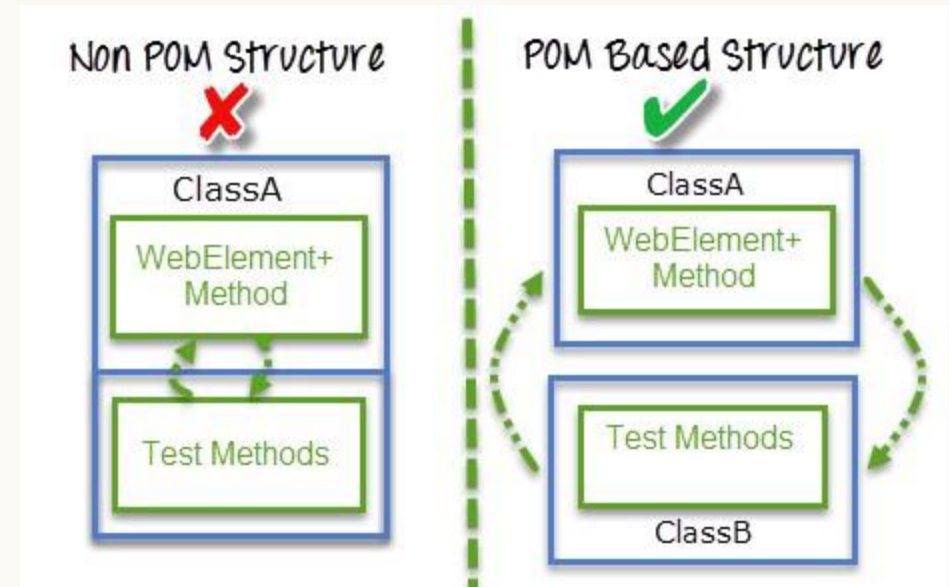 Non POM Structure
ClassA
WebElement+
Method
Test Methods
POM Based Structure
ClassA
WebElement+
Method
Test Methods
ClassB